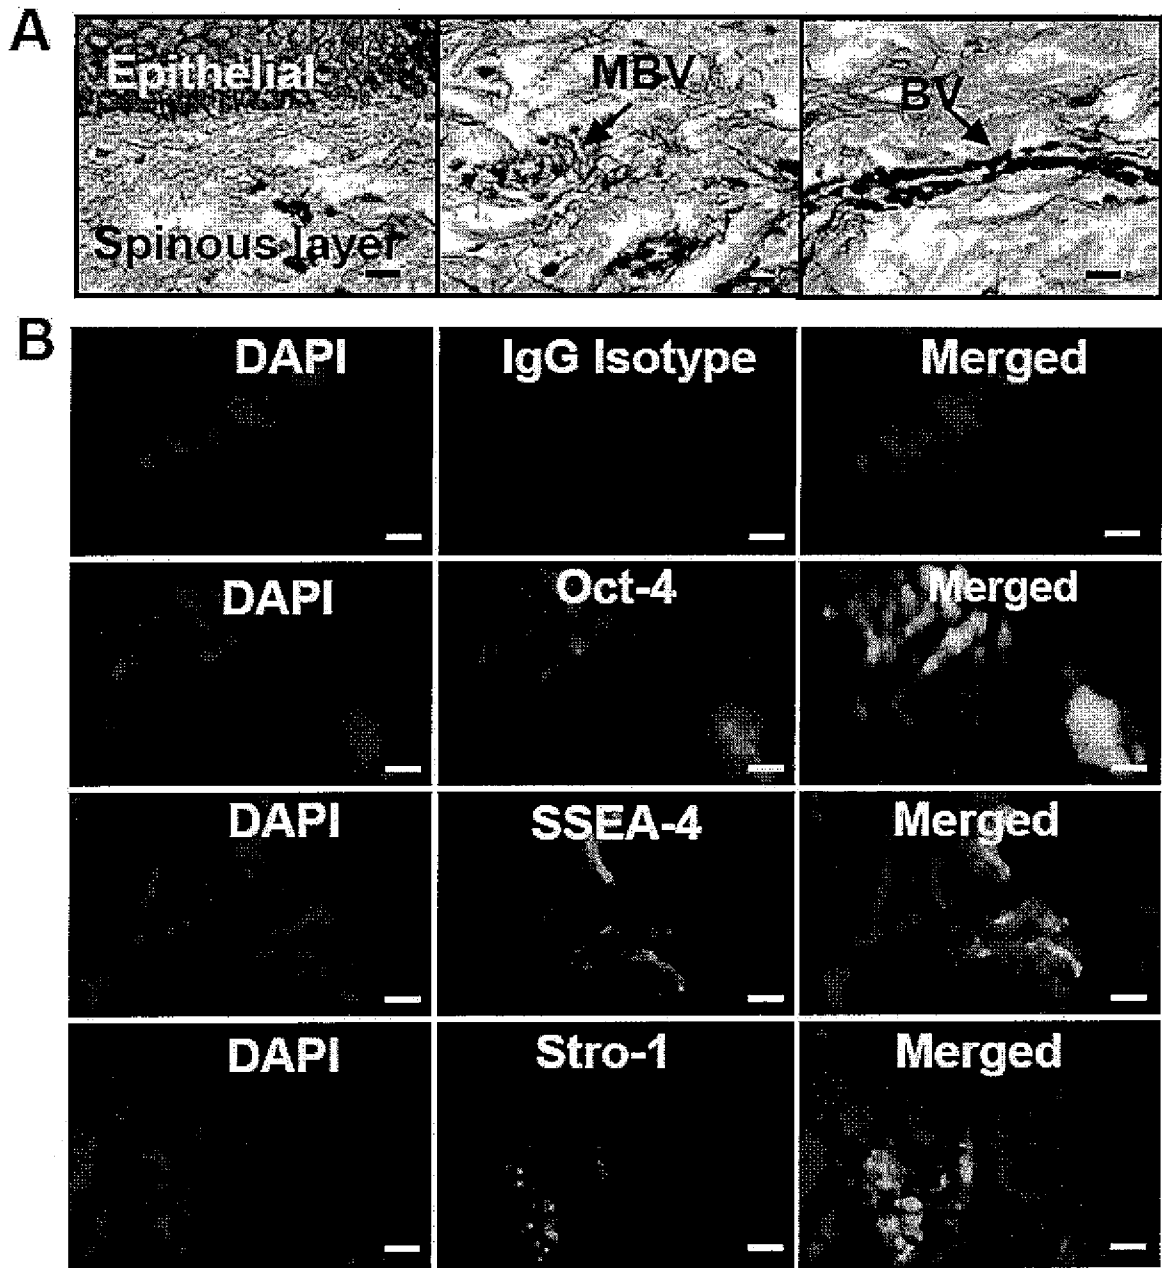 A
Epithelial
MBV
BV
Spinous layer
B
DAPI
IgG Isotype
Merged
DAPI
Oct-4
Merged
DAPI
SSEA-4
Merged
DAPI
Stro-1
Merged